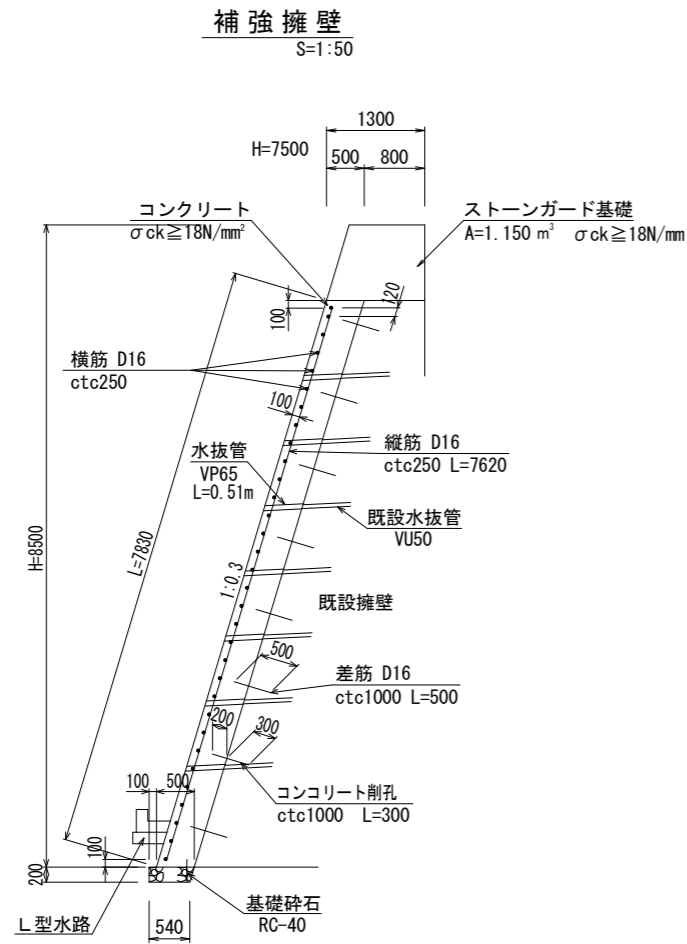 補強擁壁
S=1:50
1300
H=7500
500
800
コンクリート
σck≧18N/mm²
ストーンガード基礎
A=1.150 m³ σck≧18N/mm
120
100
横筋 D16
ctc250
100
縦筋 D16
ctc250 L=7620
水抜管
VP65
L=0.51m
既設水抜管
VU50
H=8500
L=7830
1:0.3
既設擁壁
500
差筋 D16
ctc1000 L=500
200
300
100
500
コンコリート削孔
ctc1000 L=300
100
200
L型水路
540
基礎砕石
RC-40